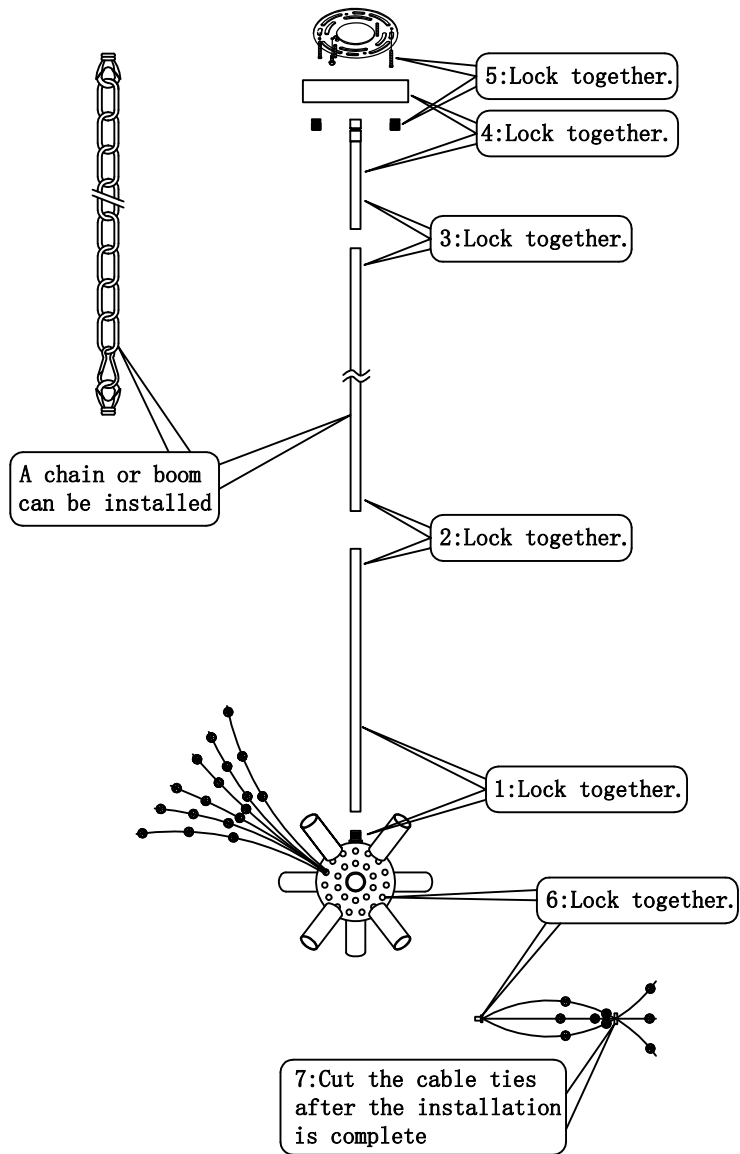 5:Lock together.
4:Lock together.
3:Lock together.
A chain or boom
can be installed
2:Lock together.
1:Lock together.
6:Lock together.
7:Cut the cable ties
after the installation
is complete